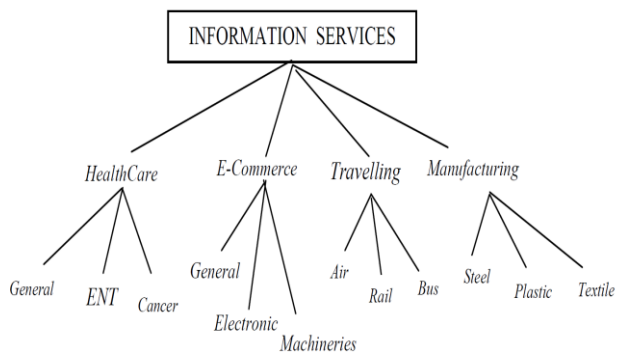 INFORMATION SERVICES
HealthCare
E-Commerce
Travelling
Manufacturing
General
ENT
Cancer
General
Electronic
Machineries
Air
Rail
Bus
Steel
Plastic
Textile